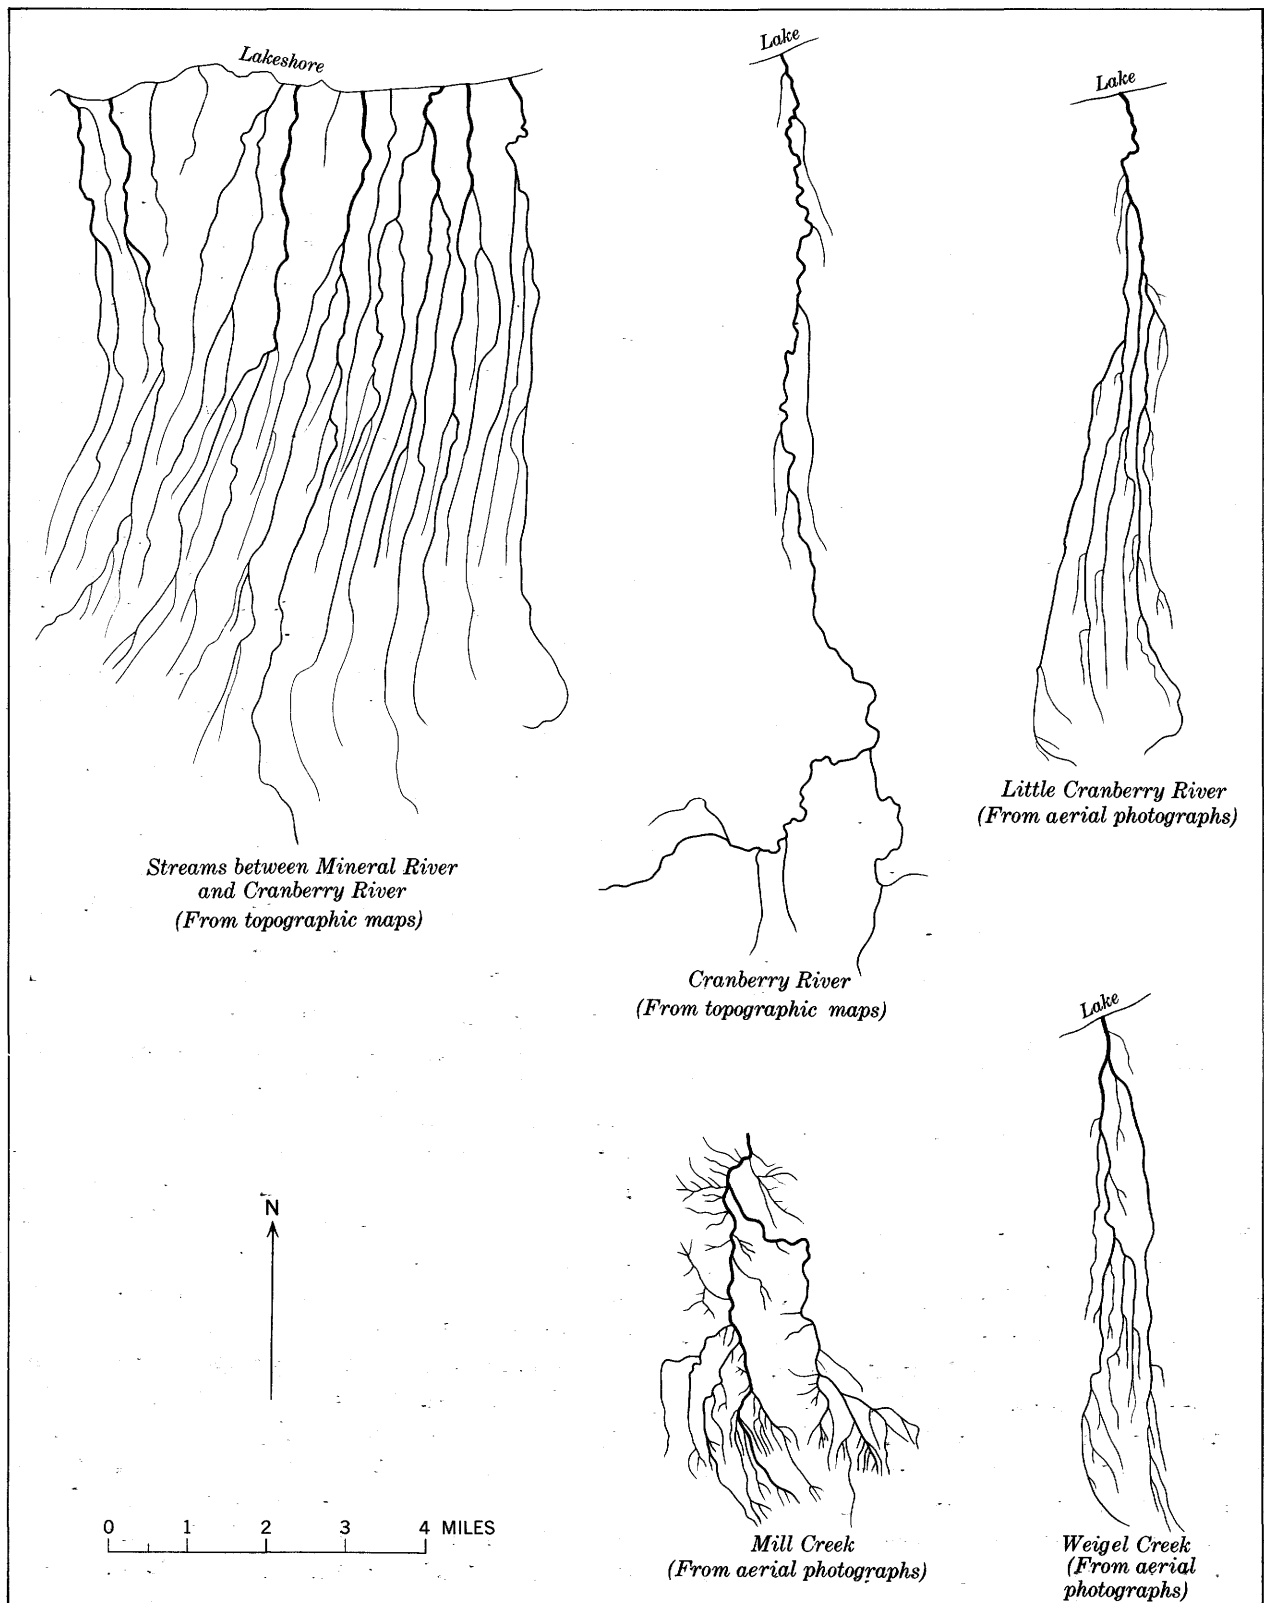 Lakeshore
Streams between Mineral River
and Cranberry River
(From topographic maps)
Lake
Cranberry River
(From topographic maps)
Lake
Little Cranberry River
(From aerial photographs)
N
0 1 2 3 4 MILES
Mill Creek
(From aerial photographs)
Lake
Weigel Creek
(From aerial
photographs)